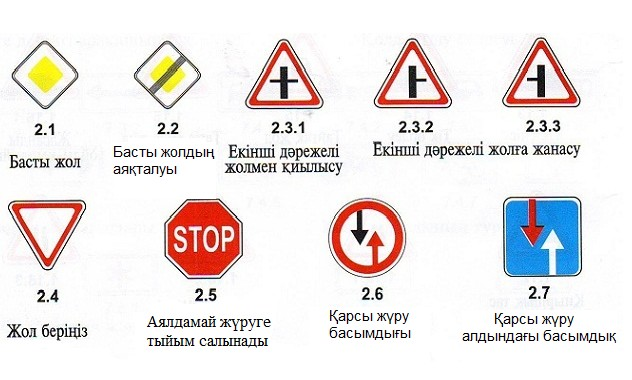 2.1
Басты жол
2.2
Басты жолдың
аяқталуы
2.3.1
Екінші дәрежелі
жолмен қиылысу
2.3.2
2.3.3
Екінші дәрежелі жолға жанасу
2.4
Жол беріңіз
STOP
2.5
Аялдамай жүруге
тыйым салынады
2.6
Қарсы жүру
басымдығы
2.7
Қарсы жүру
алдындағы басымдық